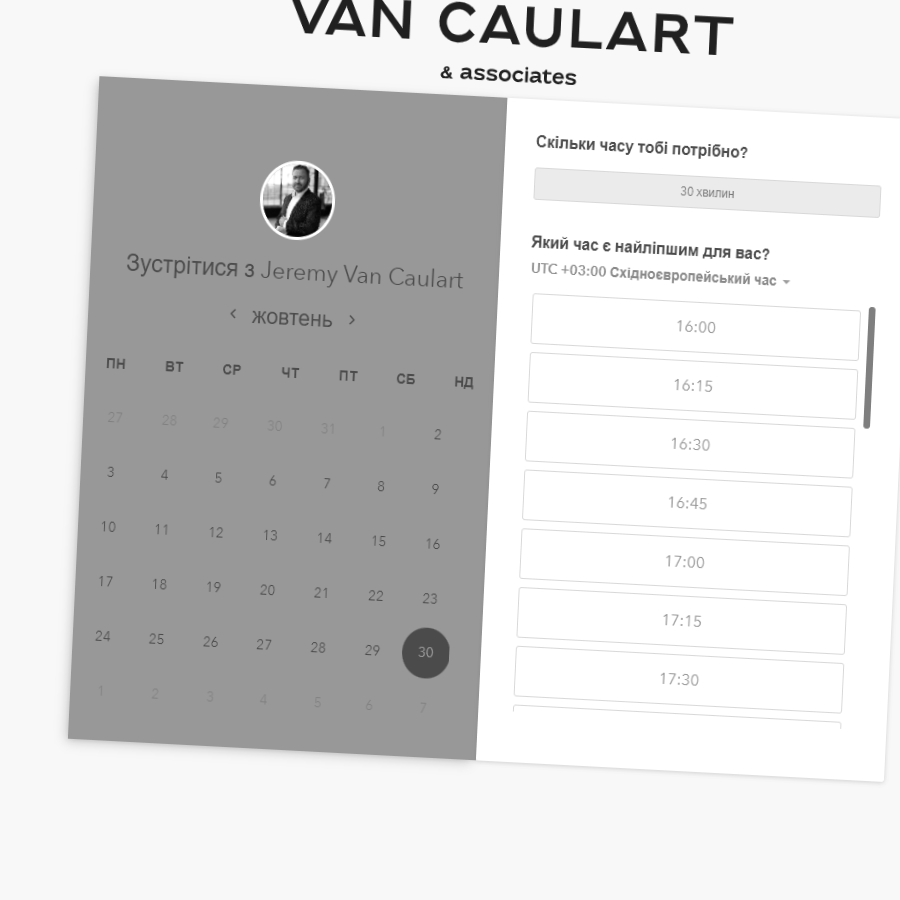 VAN CAULART
& associates
Зустрітися з Jeremy Van Caulart
‹ жовтень ›
ПН ВТ СР ЧТ ПТ СБ НД
27 28 29 30 31 1 2
3 4 5 6 7 8 9
10 11 12 13 14 15 16
17 18 19 20 21 22 23
24 25 26 27 28 29 30
1 2 3 4 5 6 7
Скільки часу тобі потрібно?
30 хвилин
Який час є найліпшим для вас?
UTC +03:00 Східноєвропейський час
16:00
16:15
16:30
16:45
17:00
17:15
17:30